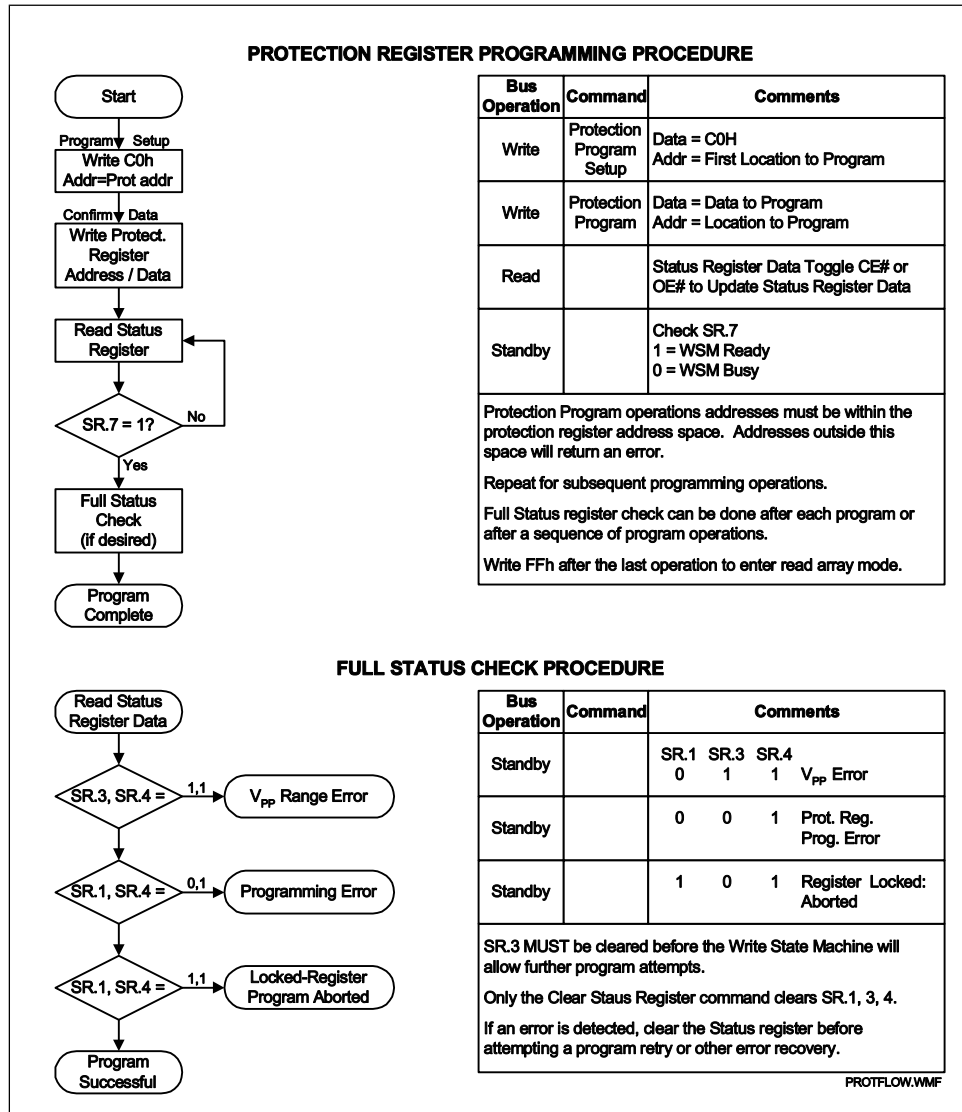 PROTECTION REGISTER PROGRAMMING PROCEDURE
Start
Program Setup
Write C0h
Addr=Prot addr
Confirm Data
Write Protect.
Register
Address / Data
Read Status
Register
SR.7 = 1?
No
Yes
Full Status
Check
(if desired)
Program
Complete
Bus
Operation
Command
Comments
Write
Protection
Program
Setup
Data = C0H
Addr = First Location to Program
Write
Protection
Program
Data = Data to Program
Addr = Location to Program
Read
Status Register Data Toggle CE# or
OE# to Update Status Register Data
Standby
Check SR.7
1 = WSM Ready
0 = WSM Busy
Protection Program operations addresses must be within the
protection register address space. Addresses outside this
space will return an error.
Repeat for subsequent programming operations.
Full Status register check can be done after each program or
after a sequence of program operations.
Write FFh after the last operation to enter read array mode.
FULL STATUS CHECK PROCEDURE
Read Status
Register Data
SR.3, SR.4 =
1,1
VPP Range Error
SR.1, SR.4 =
0,1
Programming Error
SR.1, SR.4 =
1,1
Locked-Register
Program Aborted
Program
Successful
Bus
Operation
Command
Comments
Standby
SR.1 SR.3 SR.4
0 1 1 VPP Error
Standby
0 0 1 Prot. Reg.
Prog. Error
Standby
1 0 1 Register Locked:
Aborted
SR.3 MUST be cleared before the Write State Machine will
allow further program attempts.
Only the Clear Staus Register command clears SR.1, 3, 4.
If an error is detected, clear the Status register before
attempting a program retry or other error recovery.
PROTFLOW.WMF